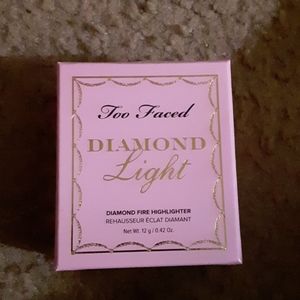 Too Faced
DIAMOND
Light
DIAMOND FIRE HIGHLIGHTER
REHAUSSEUR ÉCLAT DIAMANT
Net Wt. 12 g / 0.42 Oz.